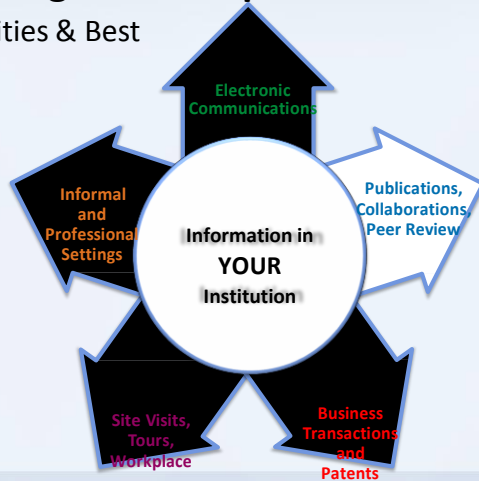 ities & Best
Electronic
Communications
Publications,
Collaborations,
Peer Review
Informal
and
Professional
Settings
Information in
YOUR
Institution
Site Visits,
Tours,
Workplace
Business
Transactions
and
Patents